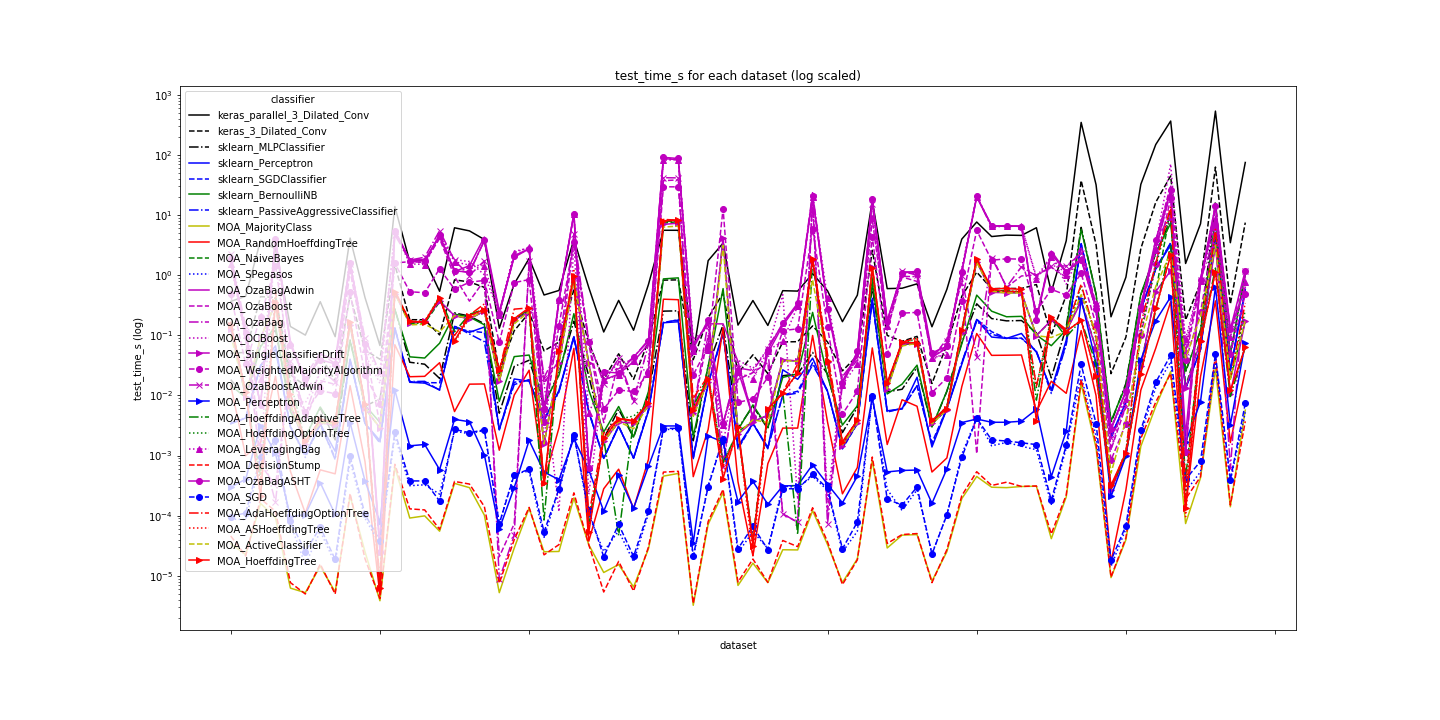 test_time_s for each dataset (log scaled)
classifier
keras_parallel_3_Dilated_Conv
keras_3_Dilated_Conv
sklearn_MLPClassifier
sklearn_Perceptron
sklearn_SGDClassifier
sklearn_BernoulliNB
sklearn_PassiveAggressiveClassifier
MOA_MajorityClass
MOA_RandomHoeffdingTree
MOA_NaiveBayes
MOA_SPegasos
MOA_OzaBagAdwin
MOA_OzaBoost
MOA_OzaBag
MOA_OCBoost
MOA_SingleClassifierDrift
MOA_WeightedMajorityAlgorithm
MOA_OzaBoostAdwin
MOA_Perceptron
MOA_HoeffdingAdaptiveTree
MOA_HoeffdingOptionTree
MOA_LeveragingBag
MOA_DecisionStump
MOA_OzaBagASHT
MOA_SGD
MOA_AdaHoeffdingOptionTree
MOA_ASHoeffdingTree
MOA_ActiveClassifier
MOA_HoeffdingTree
test_time_s (log)
10³
10²
10¹
10⁰
10⁻¹
10⁻²
10⁻³
10⁻⁴
10⁻⁵
dataset